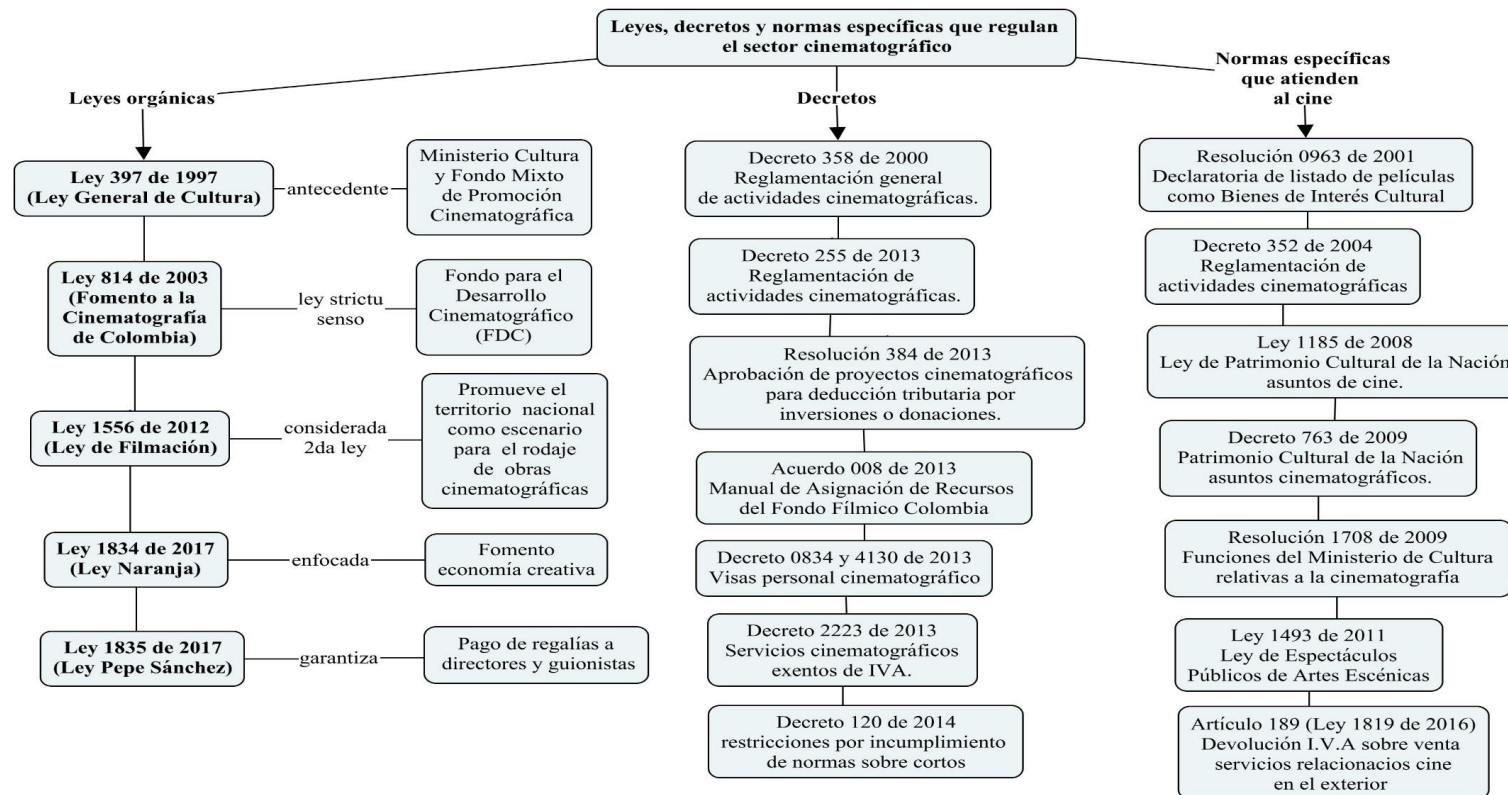 Leyes, decretos y normas específicas que regulan
el sector cinematográfico
Leyes orgánicas
Ley 397 de 1997
(Ley General de Cultura)
antecedente
Ministerio Cultura
y Fondo Mixto
de Promoción
Cinematográfica
Ley 814 de 2003
(Fomento a la
Cinematografía
de Colombia)
ley strictu
senso
Fondo para el
Desarrollo
Cinematográfico
(FDC)
Ley 1556 de 2012
(Ley de Filmación)
considerada
2da ley
Promueve el
territorio nacional
como escenario
para el rodaje
de obras
cinematográficas
Ley 1834 de 2017
(Ley Naranja)
enfocada
Fomento
economía creativa
Ley 1835 de 2017
(Ley Pepe Sánchez)
garantiza
Pago de regalías a
directores y guionistas
Decretos
Decreto 358 de 2000
Reglamentación general
de actividades cinematográficas.
Decreto 255 de 2013
Reglamentación de
actividades cinematográficas.
Resolución 384 de 2013
Aprobación de proyectos cinematográficos
para deducción tributaria por
inversiones o donaciones.
Acuerdo 008 de 2013
Manual de Asignación de Recursos
del Fondo Fílmico Colombia
Decreto 0834 y 4130 de 2013
Visas personal cinematográfico
Decreto 2223 de 2013
Servicios cinematográficos
exentos de IVA.
Decreto 120 de 2014
restricciones por incumplimiento
de normas sobre cortos
Normas específicas
que atienden
al cine
Resolución 0963 de 2001
Declaratoria de listado de películas
como Bienes de Interés Cultural
Decreto 352 de 2004
Reglamentación de
actividades cinematográficas
Ley 1185 de 2008
Ley de Patrimonio Cultural de la Nación
asuntos de cine.
Decreto 763 de 2009
Patrimonio Cultural de la Nación
asuntos cinematográficos.
Resolución 1708 de 2009
Funciones del Ministerio de Cultura
relativas a la cinematografía
Ley 1493 de 2011
Ley de Espectáculos
Públicos de Artes Escénicas
Artículo 189 (Ley 1819 de 2016)
Devolución I.V.A sobre venta
servicios relacionacios cine
en el exterior